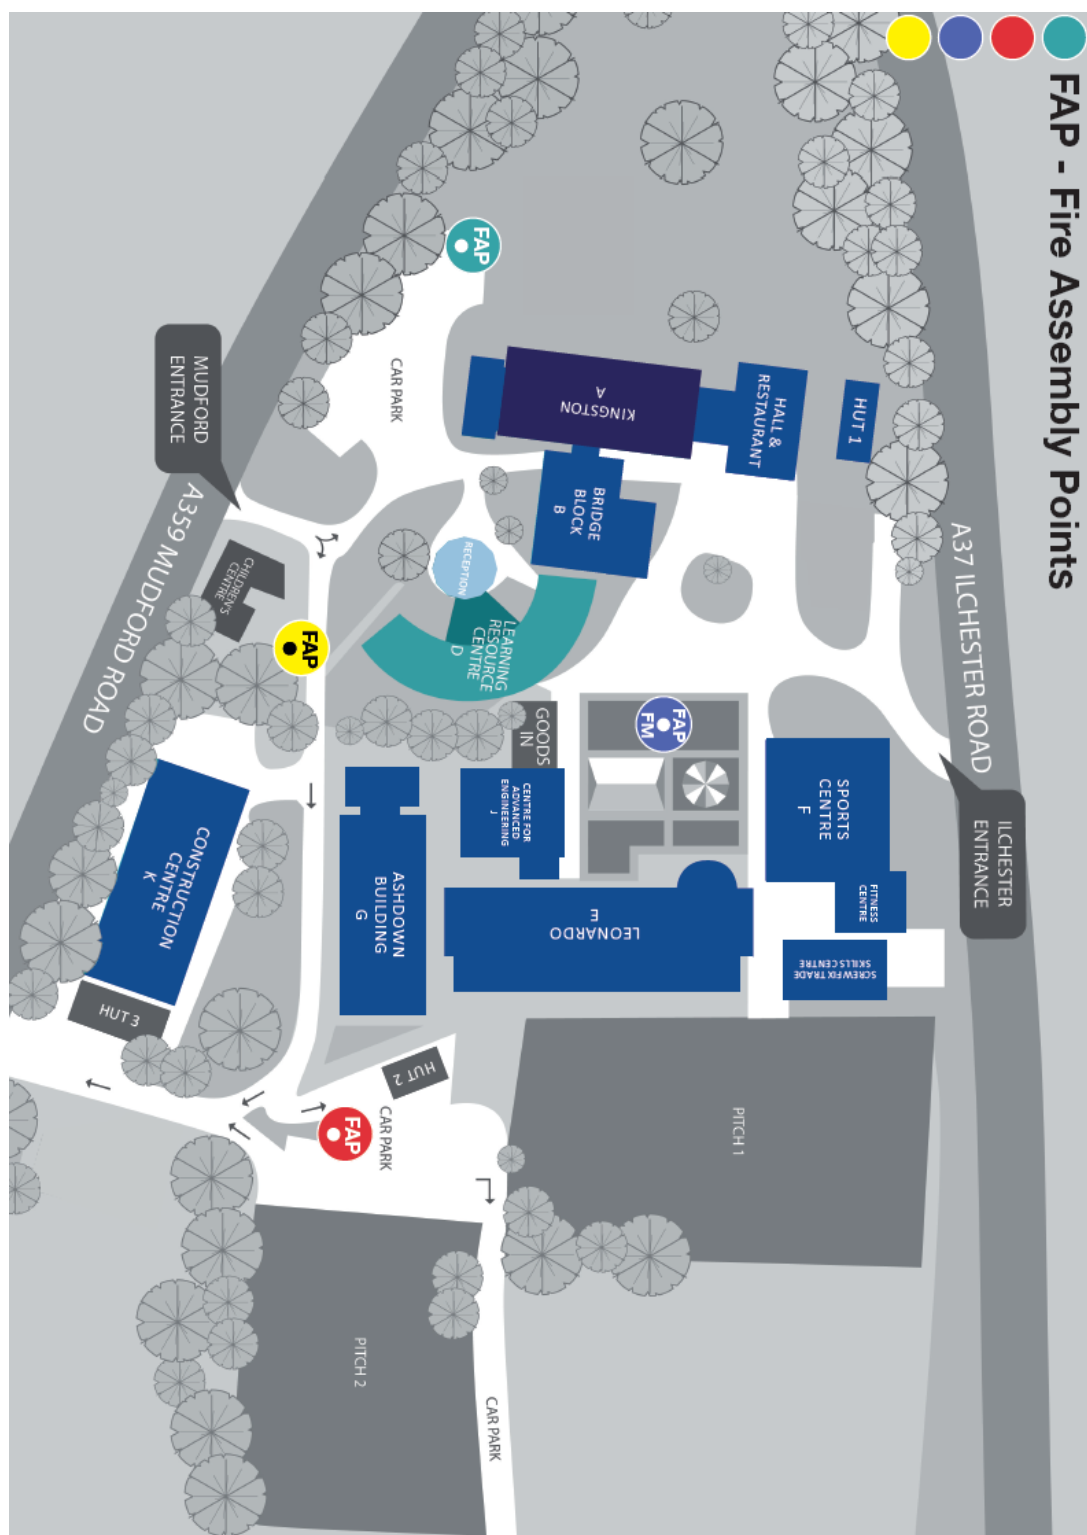 FAP - Fire Assembly Points
A37 ILCHESTER ROAD
ILCHESTER
ENTRANCE
HUT 1
HALL &
RESTAURANT
KINGSTON
A
BRIDGE
BLOCK
B
FAP
CAR PARK
MUDFORD
ENTRANCE
A359 MUDFORD ROAD
RECEPTION
LEARNING
RESOURCE
CENTRE
D
CHILDREN'S
CENTRE
FAP
GOODS
IN
FAP
FM
SPORTS
CENTRE
F
FITNESS
CENTRE
SCREWFIX TRADE
SKILLS CENTRE
CENTRE FOR
ADVANCED
ENGINEERING
J
LEONARDO
E
ASHDOWN
BUILDING
G
CONSTRUCTION
CENTRE
K
HUT 3
HUT 2
CAR PARK
FAP
PITCH 1
PITCH 2
CAR PARK